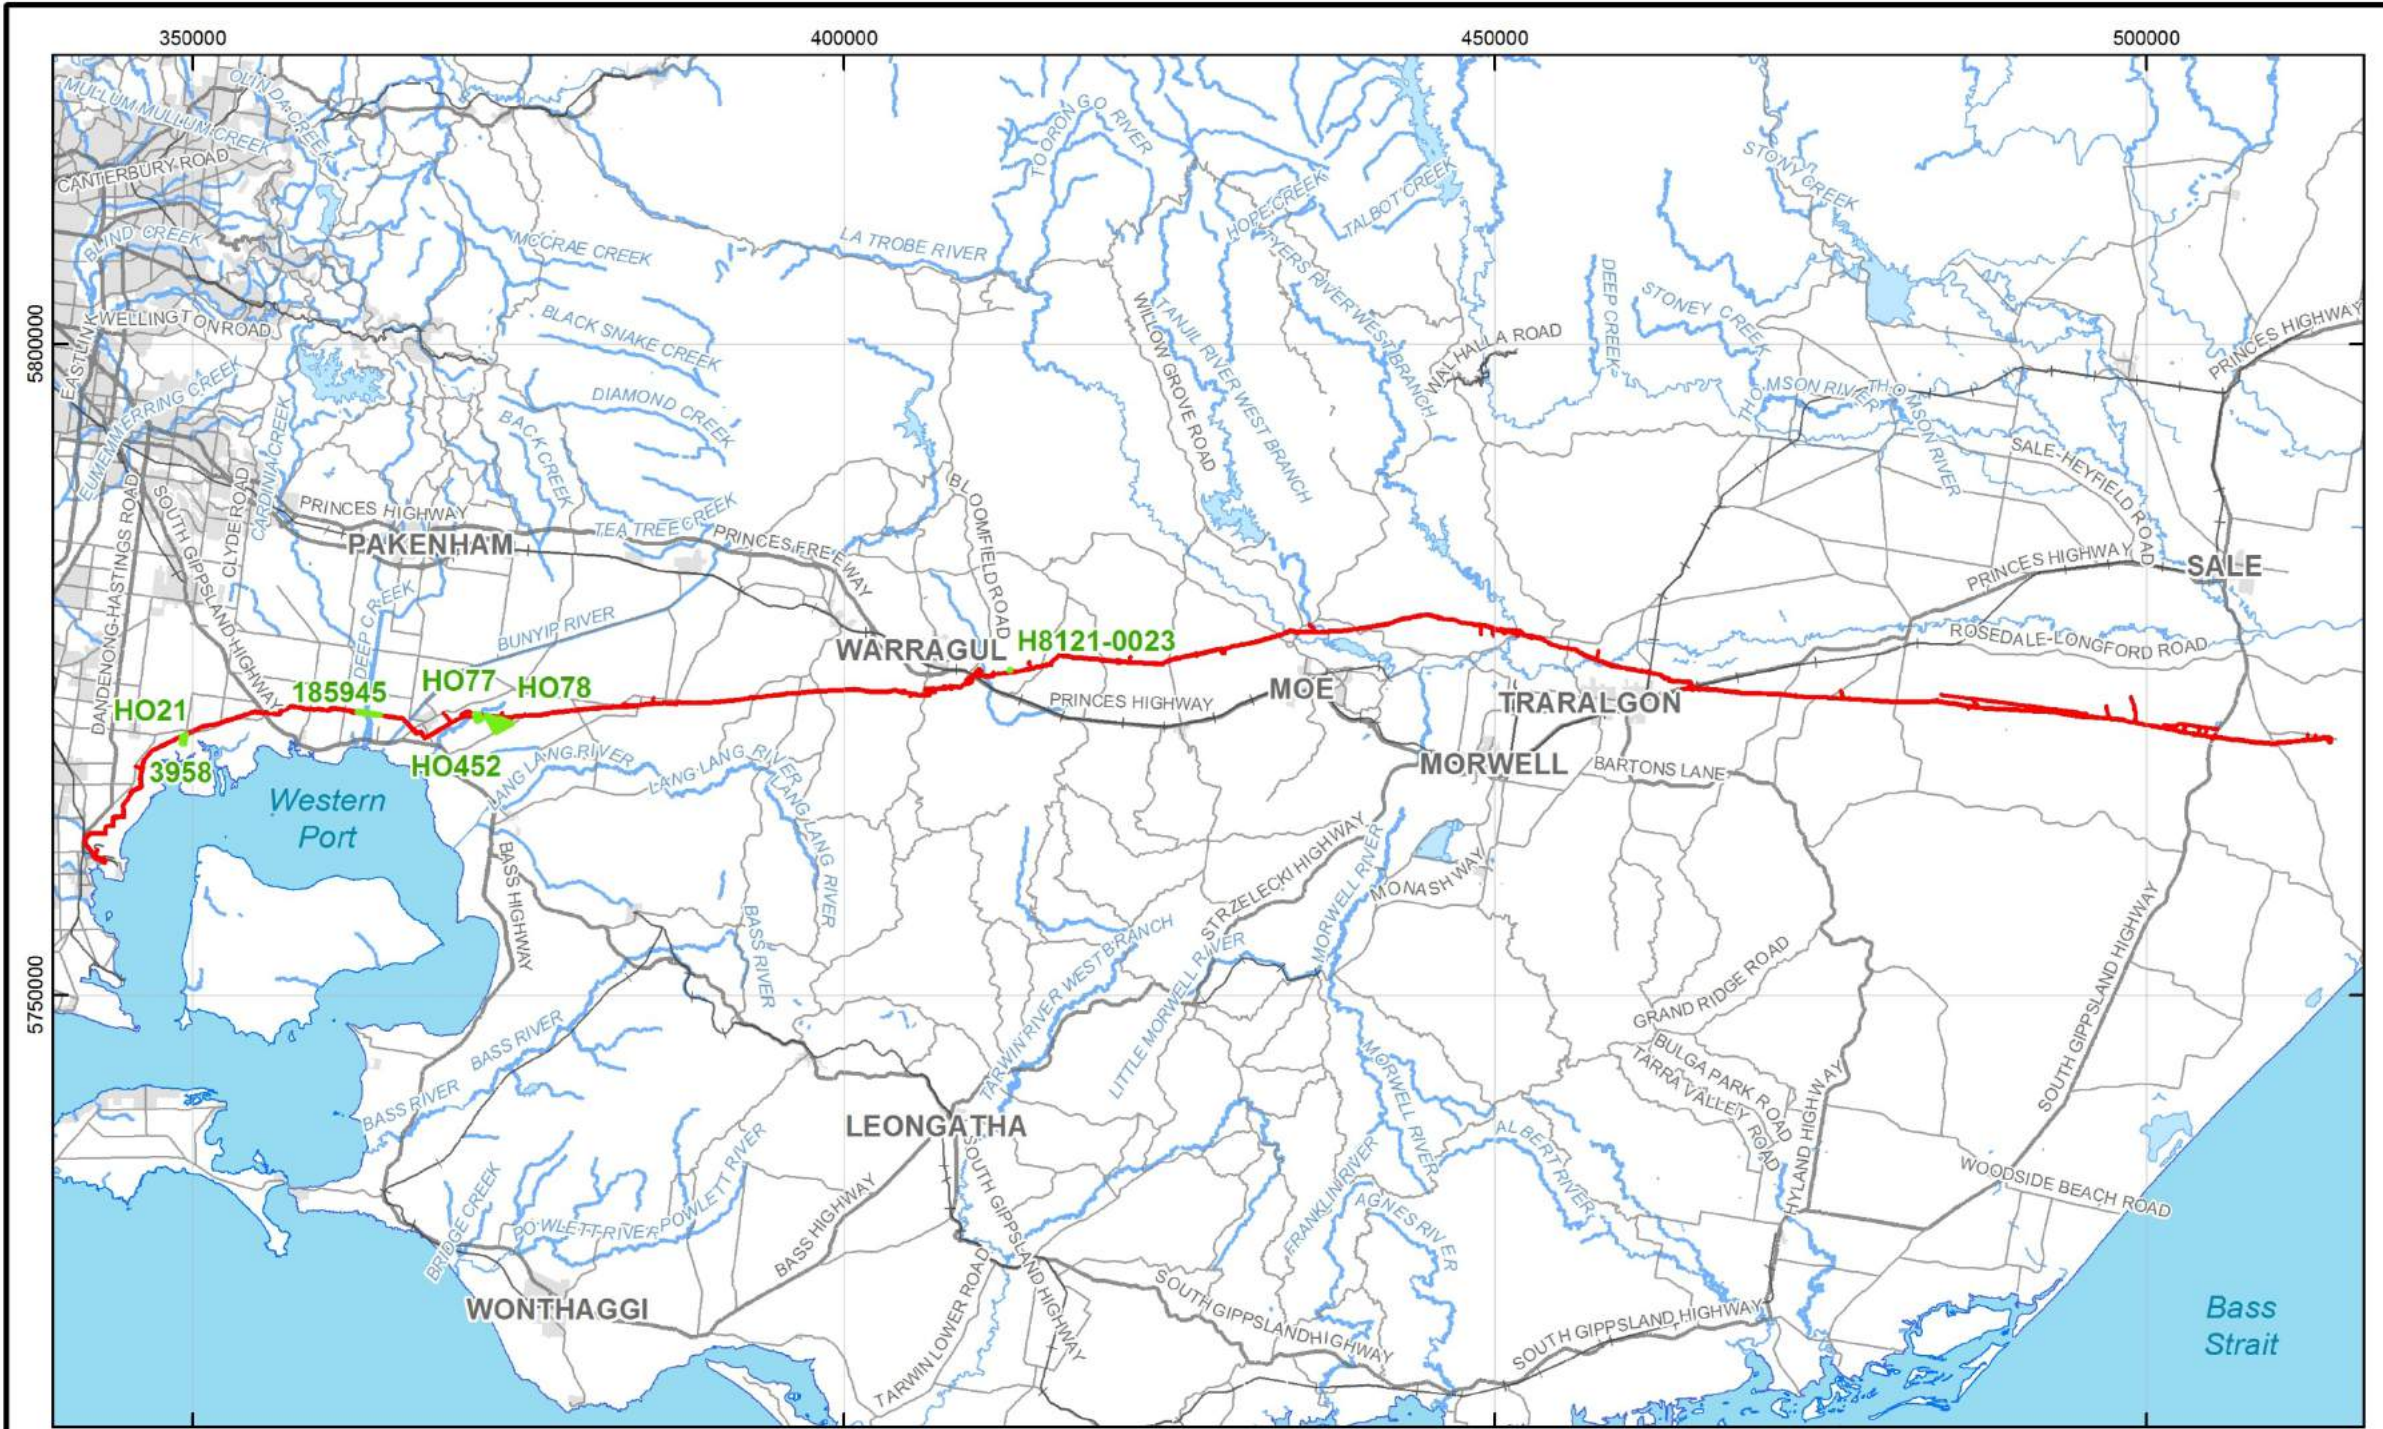 350000
400000
450000
500000
OLINDA CREEK
MULLUM MULLUM CREEK
CANTERBURY ROAD
TOORONGO RIVER
STONY CREEK
HOPE CREEK
TALBOT CREEK
BLIND CREEK
MCCRAE CREEK
LA TROBE RIVER
TYERS RIVER WEST BRANCH
DEEP CREEK
STONEY CREEK
WILLOW GROVE ROAD
TANJIL RIVER WEST BRANCH
WALHALLA ROAD
PRINCES HIGHWAY
5800000
EASTLINK
WELLINGTON ROAD
BLACK SNAKE CREEK
EUMEMMERRING CREEK
CARDINIA CREEK
DIAMOND CREEK
BACK CREEK
THOMSON RIVER
THOMSON RIVER
SALE-HEYFIELD ROAD
DANDENONG-HASTINGS ROAD
SOUTH GIPPSLAND HIGHWAY
CLYDE ROAD
PRINCES HIGHWAY
TEA TREE CREEK
PRINCES FREEWAY
BLOOMFIELD ROAD
PAKENHAM
PRINCES HIGHWAY
SALE
DEEP CREEK
BUNYIP RIVER
WARRAGUL
H8121-0023
ROSEDALE-LONGFORD ROAD
HO21
185945
HO77
HO78
PRINCES HIGHWAY
MOE
TRARALGON
3958
HO452
LANG LANG RIVER
LANG LANG RIVER
LANG LANG RIVER
MORWELL
BARTONS LANE
Western
Port
BASS HIGHWAY
BASS RIVER
STRZELECKI HIGHWAY
MORWELL RIVER
MONASH WAY
TARWIN RIVER WEST BRANCH
LITTLE MORWELL RIVER
GRAND RIDGE ROAD
SOUTH GIPPSLAND HIGHWAY
5750000
BASS RIVER
BASS RIVER
MORWELL RIVER
BULGA PARK ROAD
TARRA VALLEY ROAD
HYLAND HIGHWAY
LEONGATHA
ALBERT RIVER
POWLETT RIVER
POWLETT RIVER
BRIDGE CREEK
BASS HIGHWAY
SOUTH GIPPSLAND HIGHWAY
FRANKLIN RIVER
AGNES RIVER
WOODSIDE BEACH ROAD
WONTHAGGI
TARWIN LOWER ROAD
SOUTH GIPPSLAND HIGHWAY
SOUTH GIPPSLAND HIGHWAY
Bass
Strait